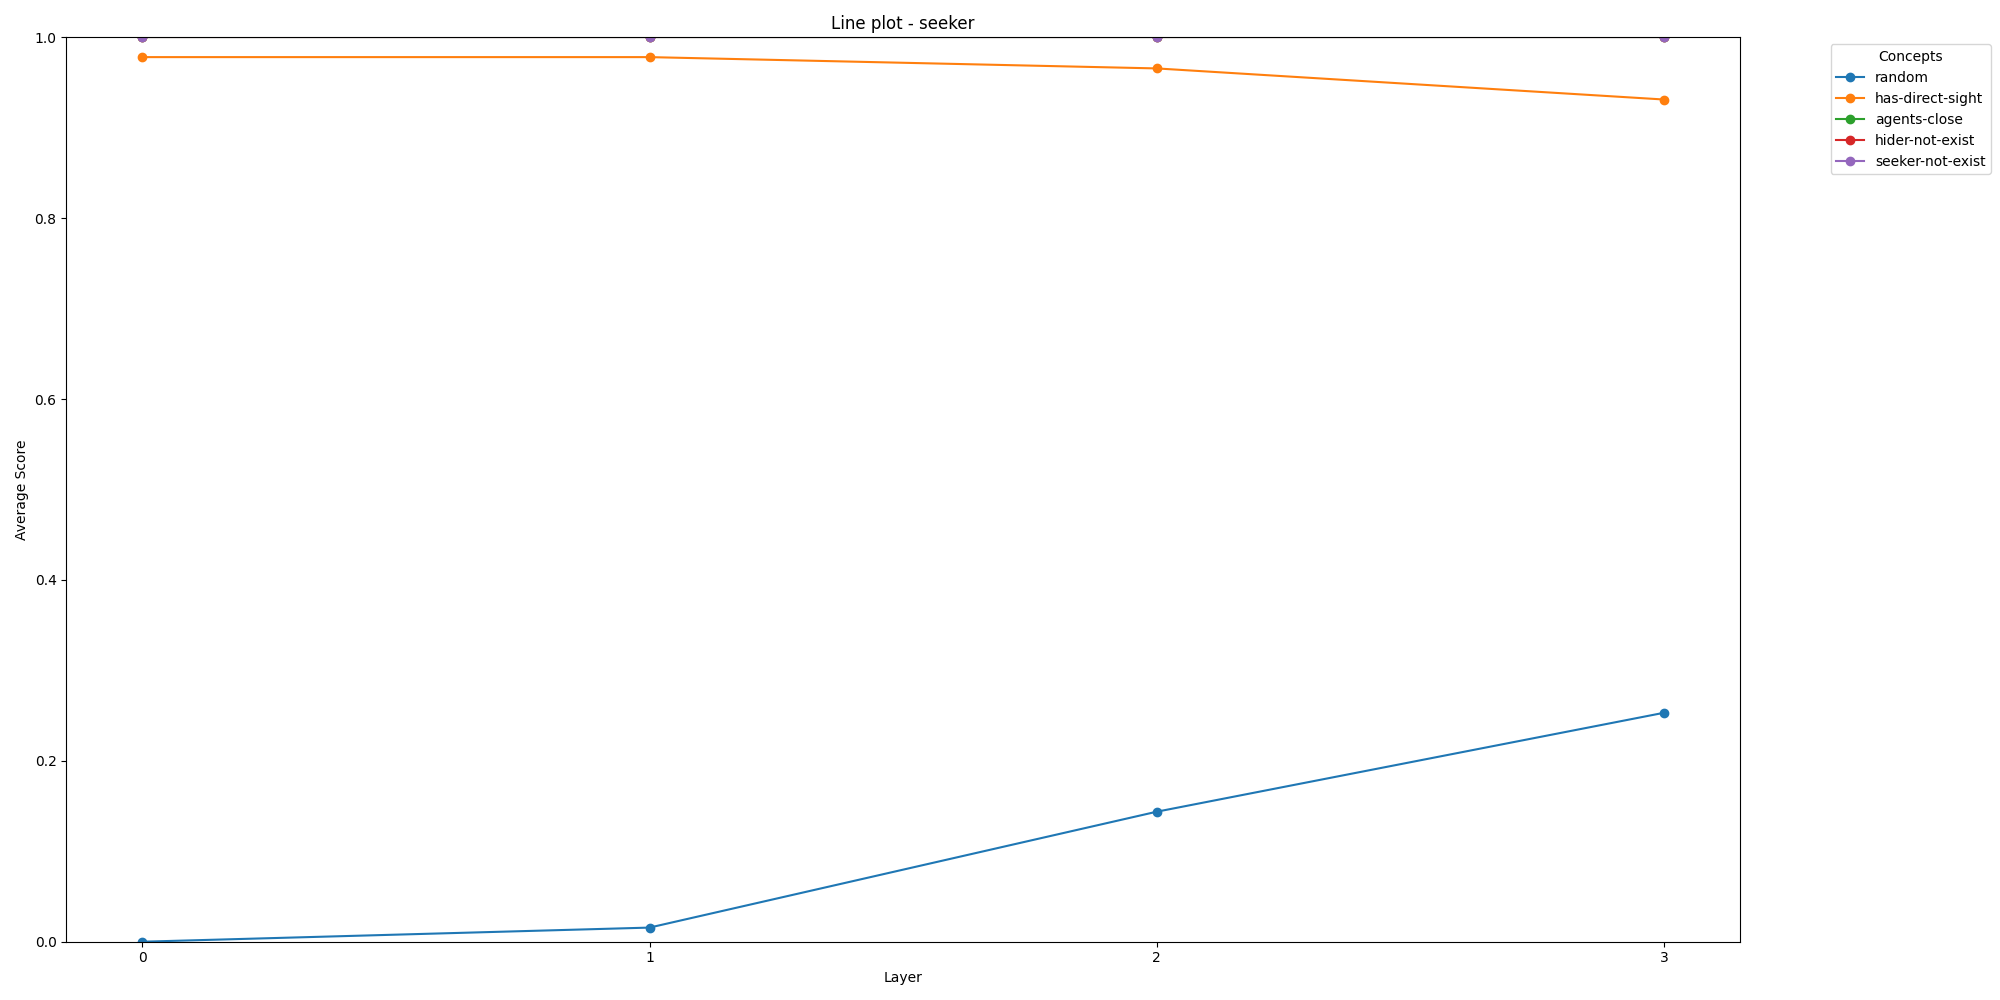 Line plot - seeker
1.0
0.8
0.6
0.4
0.2
0.0
Average Score
0 1 2 3
Layer
Concepts
random
has-direct-sight
agents-close
hider-not-exist
seeker-not-exist